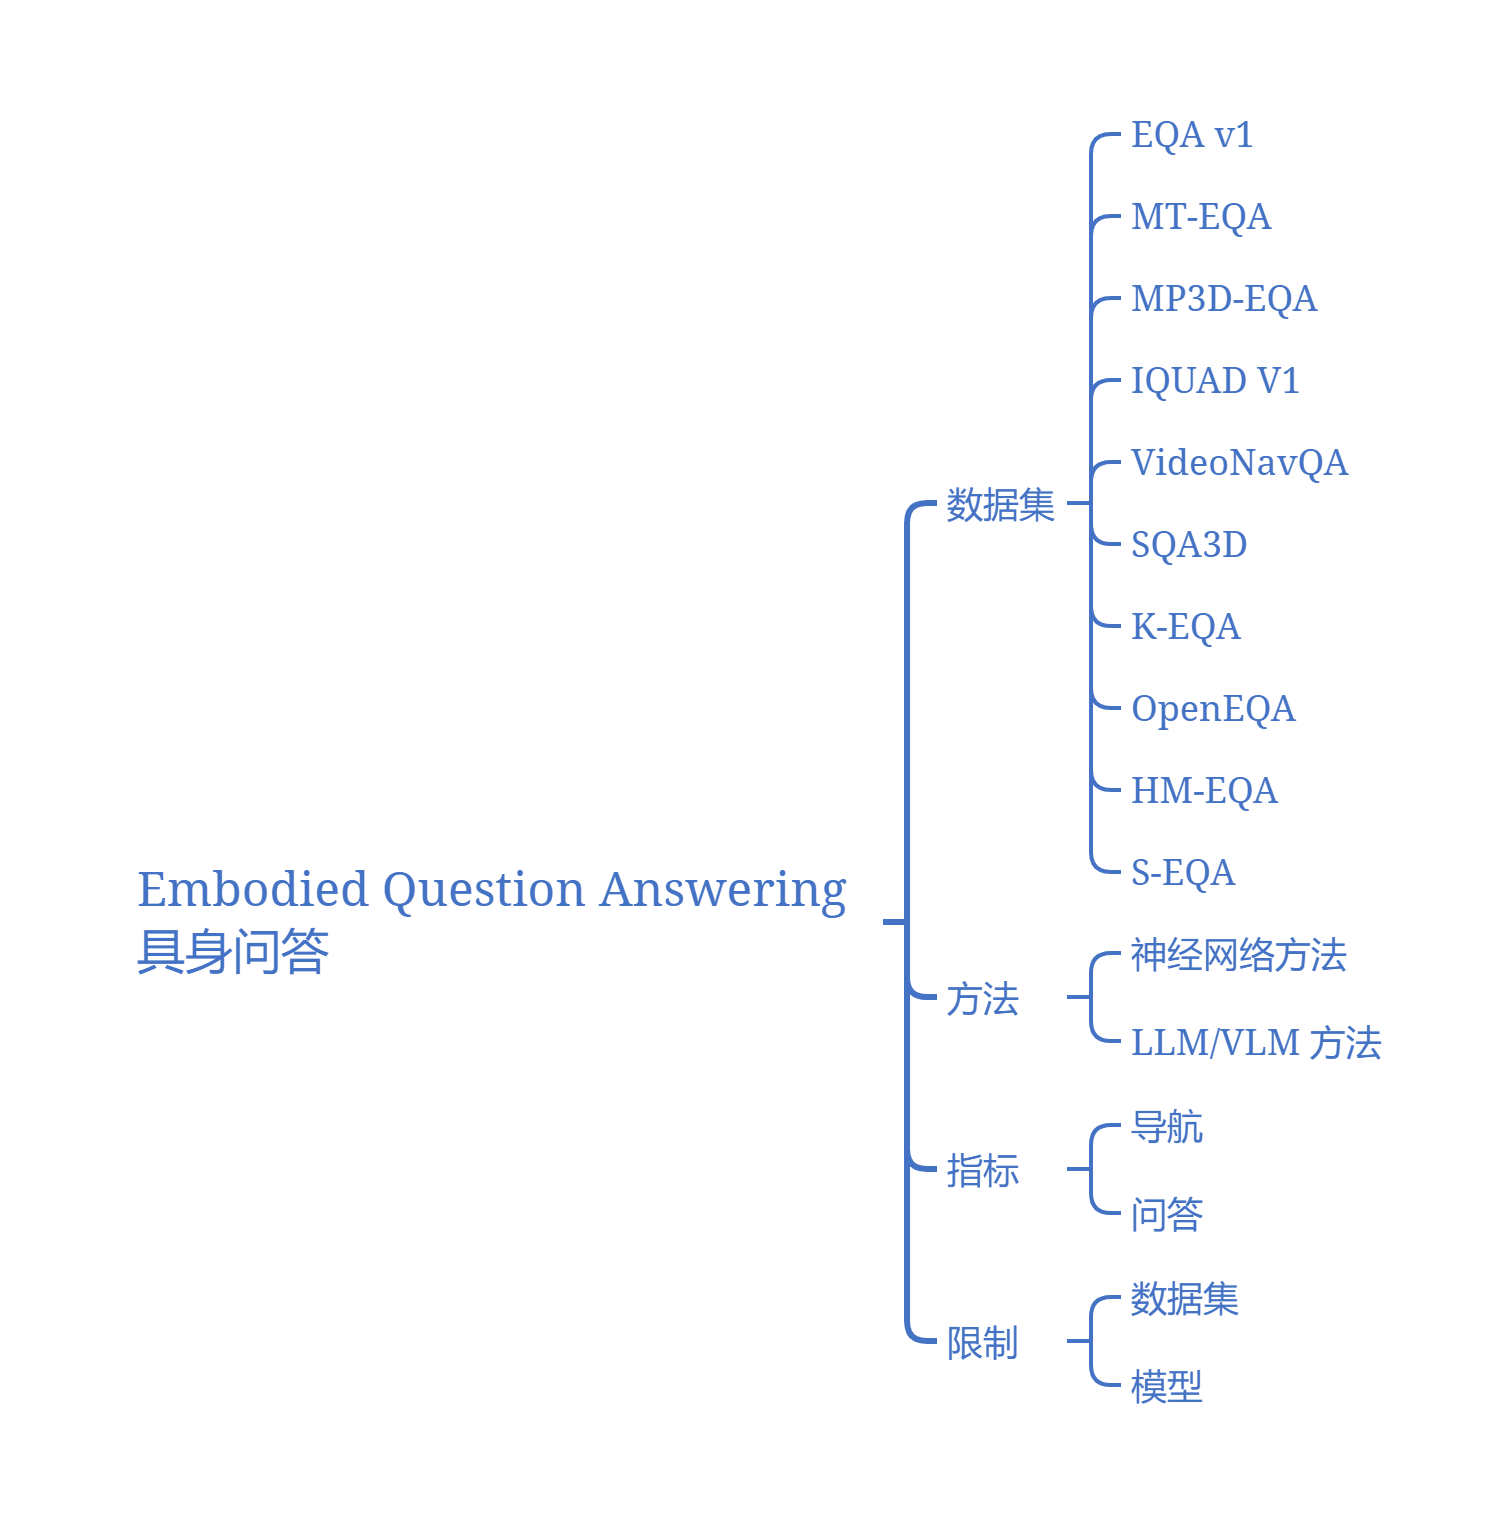 Embodied Question Answering
具身问答
数据集
EQA v1
MT-EQA
MP3D-EQA
IQUAD V1
VideoNavQA
SQA3D
K-EQA
OpenEQA
HM-EQA
S-EQA
方法
神经网络方法
LLM/VLM 方法
指标
导航
问答
限制
数据集
模型